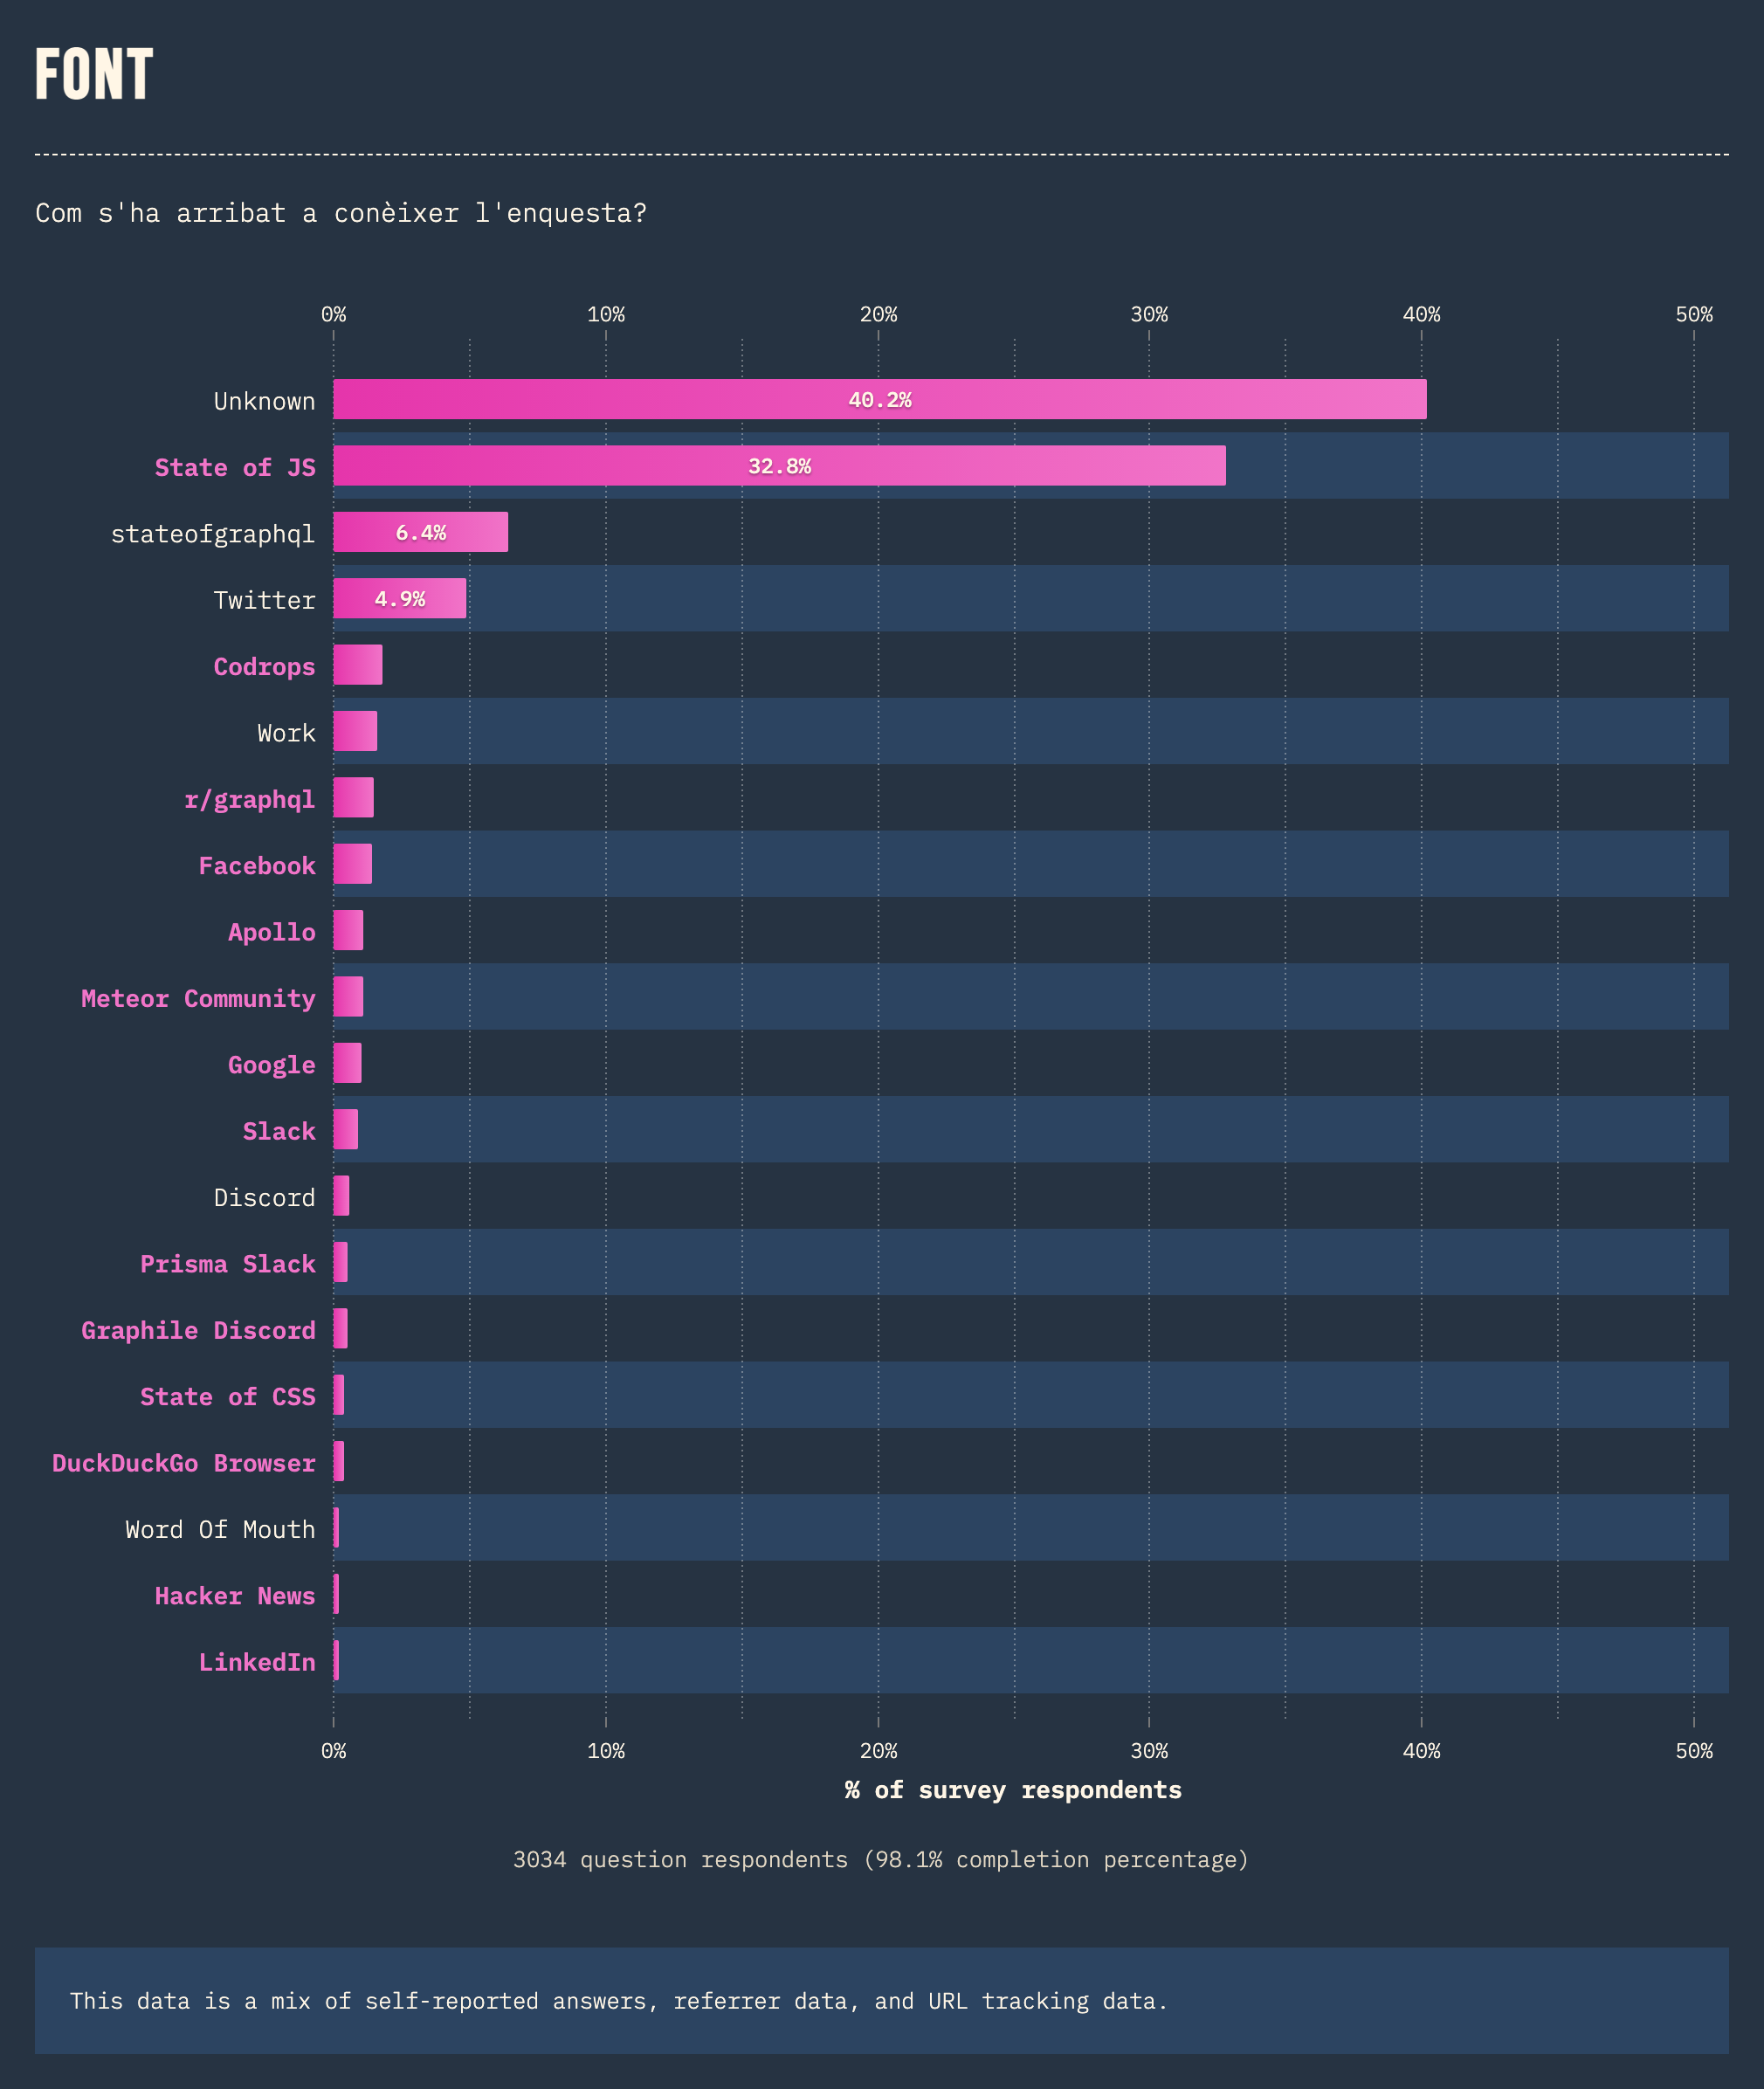 FONT
Com s'ha arribat a conèixer l'enquesta?
0% 10% 20% 30% 40% 50%
Unknown 40.2%
State of JS 32.8%
stateofgraphql 6.4%
Twitter 4.9%
Codrops
Work
r/graphql
Facebook
Apollo
Meteor Community
Google
Slack
Discord
Prisma Slack
Graphile Discord
State of CSS
DuckDuckGo Browser
Word Of Mouth
Hacker News
LinkedIn
0% 10% 20% 30% 40% 50%
% of survey respondents
3034 question respondents (98.1% completion percentage)
This data is a mix of self-reported answers, referrer data, and URL tracking data.